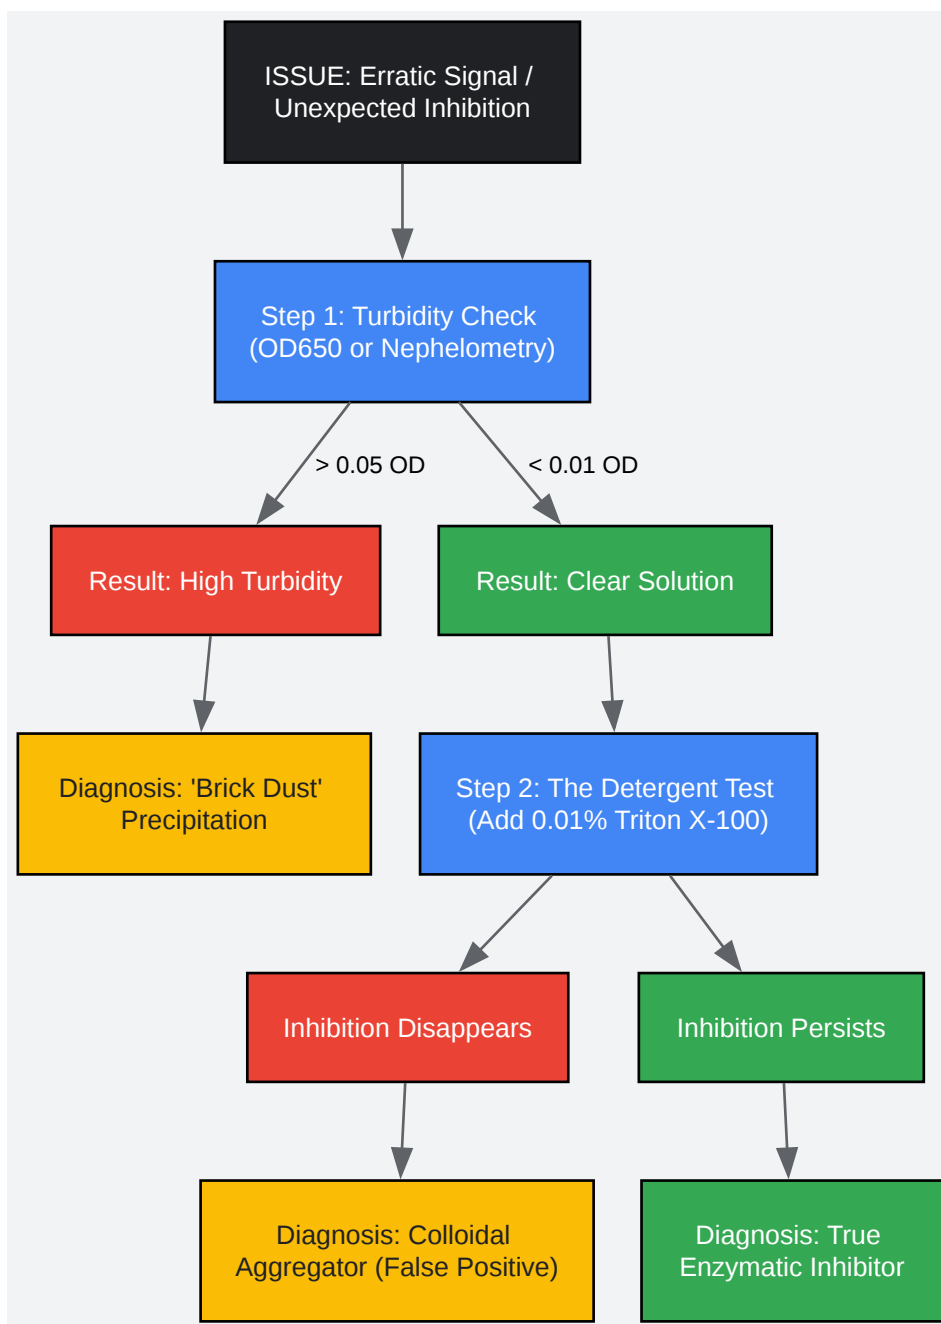 ISSUE: Erratic Signal /
Unexpected Inhibition
Step 1: Turbidity Check
(OD650 or Nephelometry)
> 0.05 OD
< 0.01 OD
Result: High Turbidity
Result: Clear Solution
Diagnosis: 'Brick Dust'
Precipitation
Step 2: The Detergent Test
(Add 0.01% Triton X-100)
Inhibition Disappears
Inhibition Persists
Diagnosis: Colloidal
Aggregator (False Positive)
Diagnosis: True
Enzymatic Inhibitor